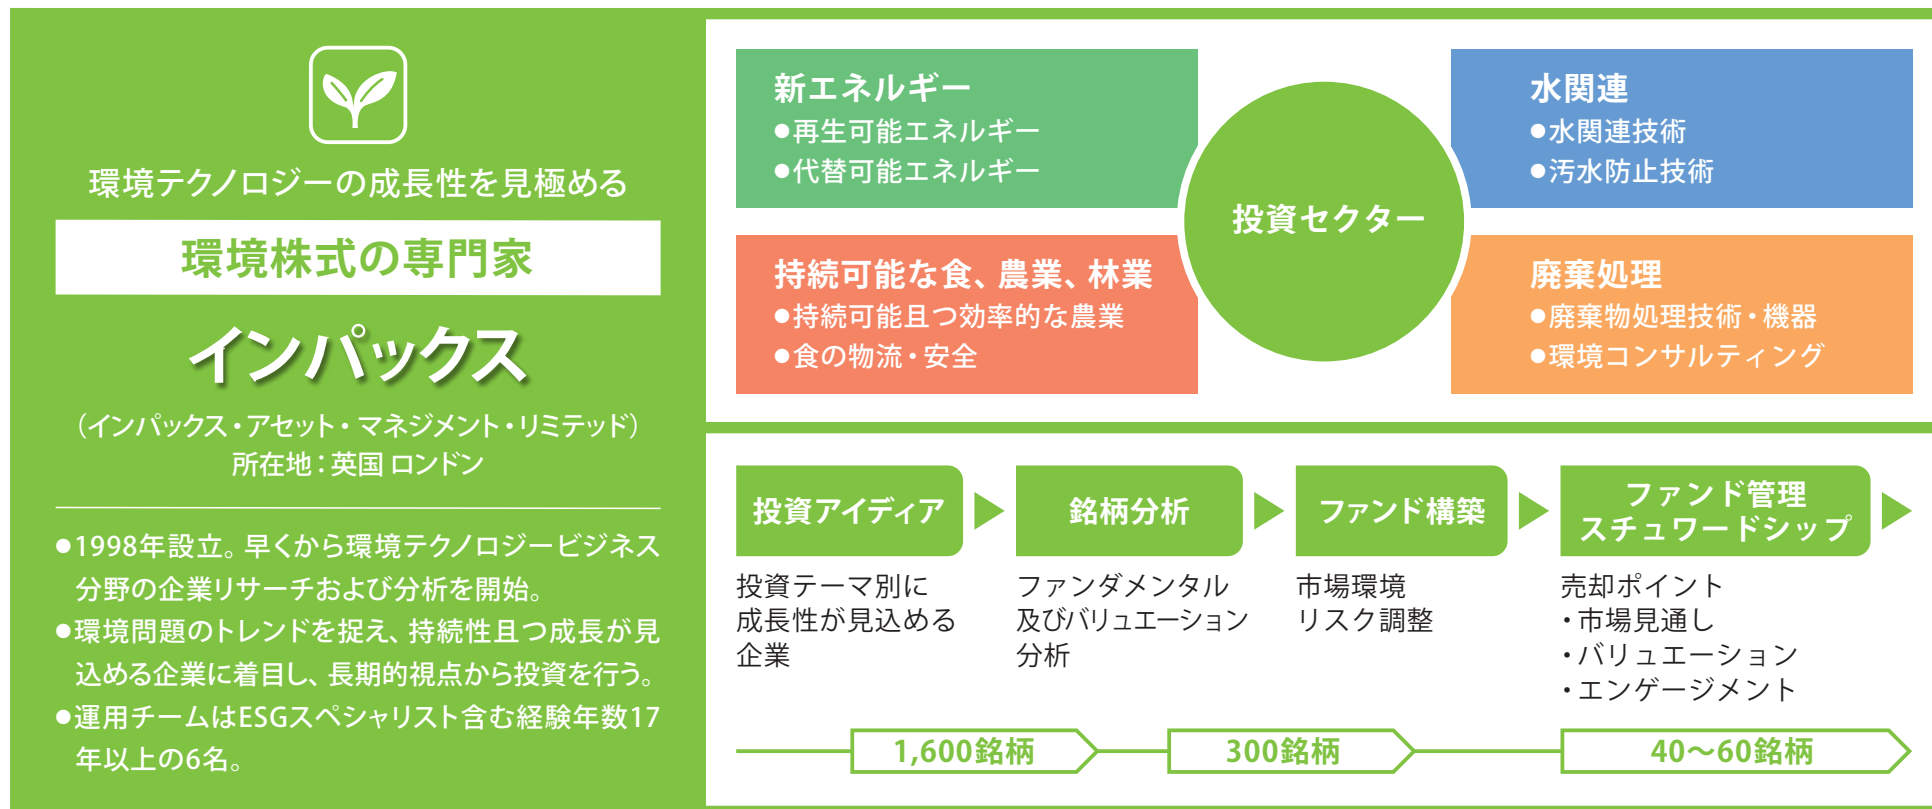 環境テクノロジーの成長性を見極める
環境株式の専門家
インパックス
（インパックス・アセット・マネジメント・リミテッド）
所在地：英国 ロンドン
●1998年設立。早くから環境テクノロジービジネス
分野の企業リサーチおよび分析を開始。
●環境問題のトレンドを捉え、持続性且つ成長が見
込める企業に着目し、長期的視点から投資を行う。
●運用チームはESGスペシャリスト含む経験年数17
年以上の6名。
新エネルギー
●再生可能エネルギー
●代替可能エネルギー
水関連
●水関連技術
●汚水防止技術
投資セクター
持続可能な食、農業、林業
●持続可能且つ効率的な農業
●食の物流・安全
廃棄処理
●廃棄物処理技術・機器
●環境コンサルティング
投資アイディア
投資テーマ別に
成長性が見込める
企業
銘柄分析
ファンダメンタル
及びバリュエーション
分析
ファンド構築
市場環境
リスク調整
ファンド管理
スチュワードシップ
売却ポイント
・市場見通し
・バリュエーション
・エンゲージメント
1,600銘柄
300銘柄
40〜60銘柄